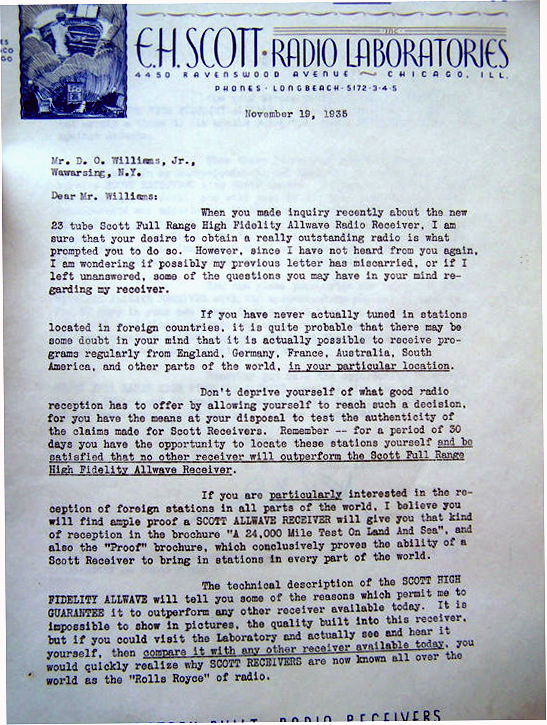 E.H. SCOTT · RADIO LABORATORIES
INC
4450 RAVENSWOOD AVENUE ~ CHICAGO, ILL.
PHONES · LONGBEACH · 5172-3-4-5
November 19, 1935
Mr. D. O. Williams, Jr.,
Wawarsing, N.Y.
Dear Mr. Williams:
When you made inquiry recently about the new
23 tube Scott Full Range High Fidelity Allwave Radio Receiver, I am
sure that your desire to obtain a really outstanding radio is what
prompted you to do so. However, since I have not heard from you again,
I am wondering if possibly my previous letter has miscarried, or if I
left unanswered, some of the questions you may have in your mind re-
garding my receiver.
If you have never actually tuned in stations
located in foreign countries, it is quite probable that there may be
some doubt in your mind that it is actually possible to receive pro-
grams regularly from England, Germany, France, Australia, South
America, and other parts of the world, in your particular location.
Don't deprive yourself of what good radio
reception has to offer by allowing yourself to reach such a decision,
for you have the means at your disposal to test the authenticity of
the claims made for Scott Receivers. Remember -- for a period of 30
days you have the opportunity to locate these stations yourself and be
satisfied that no other receiver will outperform the Scott Full Range
High Fidelity Allwave Receiver.
If you are particularly interested in the re-
ception of foreign stations in all parts of the world, I believe you
will find ample proof a SCOTT ALLWAVE RECEIVER will give you that kind
of reception in the brochure "A 24,000 Mile Test On Land And Sea", and
also the "Proof" brochure, which conclusively proves the ability of a
Scott Receiver to bring in stations in every part of the world.
The technical description of the SCOTT HIGH
FIDELITY ALLWAVE will tell you some of the reasons which permit me to
GUARANTEE it to outperform any other receiver available today. It is
impossible to show in pictures, the quality built into this receiver,
but if you could visit the Laboratory and actually see and hear it
yourself, then compare it with any other receiver available today, you
would quickly realize why SCOTT RECEIVERS are now known all over the
world as the "Rolls Royce" of radio.
BUILT RADIO RECEIVERS